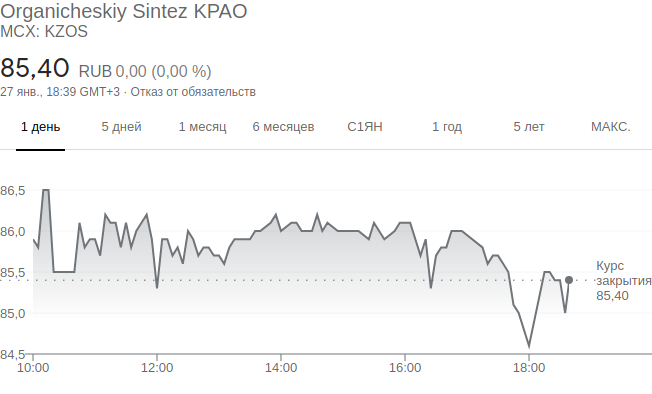 Organicheskiy Sintez KPAO
MCX: KZOS
85,40 RUB 0,00 (0,00 %)
27 янв., 18:39 GMT+3 · Отказ от обязательств
1 день 5 дней 1 месяц 6 месяцев С1ЯН 1 год 5 лет МАКС.
86,5
86,0
85,5
85,0
84,5
Курс
закрытия
85,40
10:00 12:00 14:00 16:00 18:00